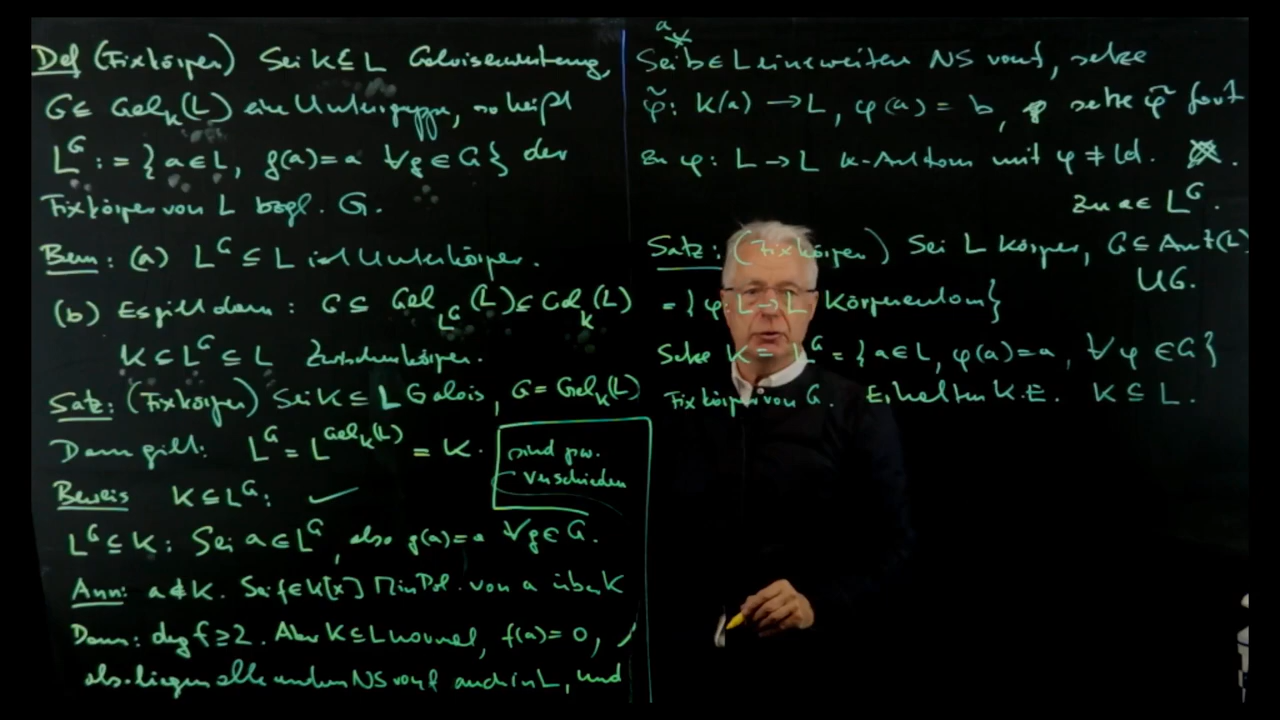 Def (Fixkörper) Sei K ⊆ L Galoiserweiterung,
G ⊆ Gal_K(L) eine Untergruppe, so heißt
L^G := { a ∈ L, g(a) = a ∀ g ∈ G } der
Fixkörper von L bzgl. G.
Bem: (a) L^G ⊆ L ist Unterkörper.
(b) Es gilt dann: G ⊆ Gal_{L^G}(L) ⊆ Gal_K(L)
K ⊆ L^G ⊆ L Zwischenkörper.
Satz: (Fixkörper) Sei K ⊆ L Galois, G = Gal_K(L)
Dann gilt: L^G = L^{Gal_K(L)} = K.
sind pw.
verschieden
Beweis K ⊆ L^G: ✓
L^G ⊆ K: Sei a ∈ L^G, also g(a) = a ∀ g ∈ G.
Ann: a ∉ K. Sei f ∈ K[x] MinPol. von a über K
Dann: deg f ≥ 2. Aber K ⊆ L normal, f(a) = 0,
also liegen alle anderen NS von f auch in L, und
a
Sei b ∈ L eine weiten NS von f, setze
φ̃: K(a) → L, φ(a) = b, setze φ̃ fort
zu φ: L → L K-Autom mit φ ≠ Id.
Zu a ∈ L^G.
Satz: (Fixkörper) Sei L Körper, G ⊆ Aut(L)
UG.
= { φ: L → L Körperautom }
Setze K = L^G = { a ∈ L, φ(a) = a, ∀ φ ∈ G }
Fixkörper von G. Erhalten K.E. K ⊆ L.